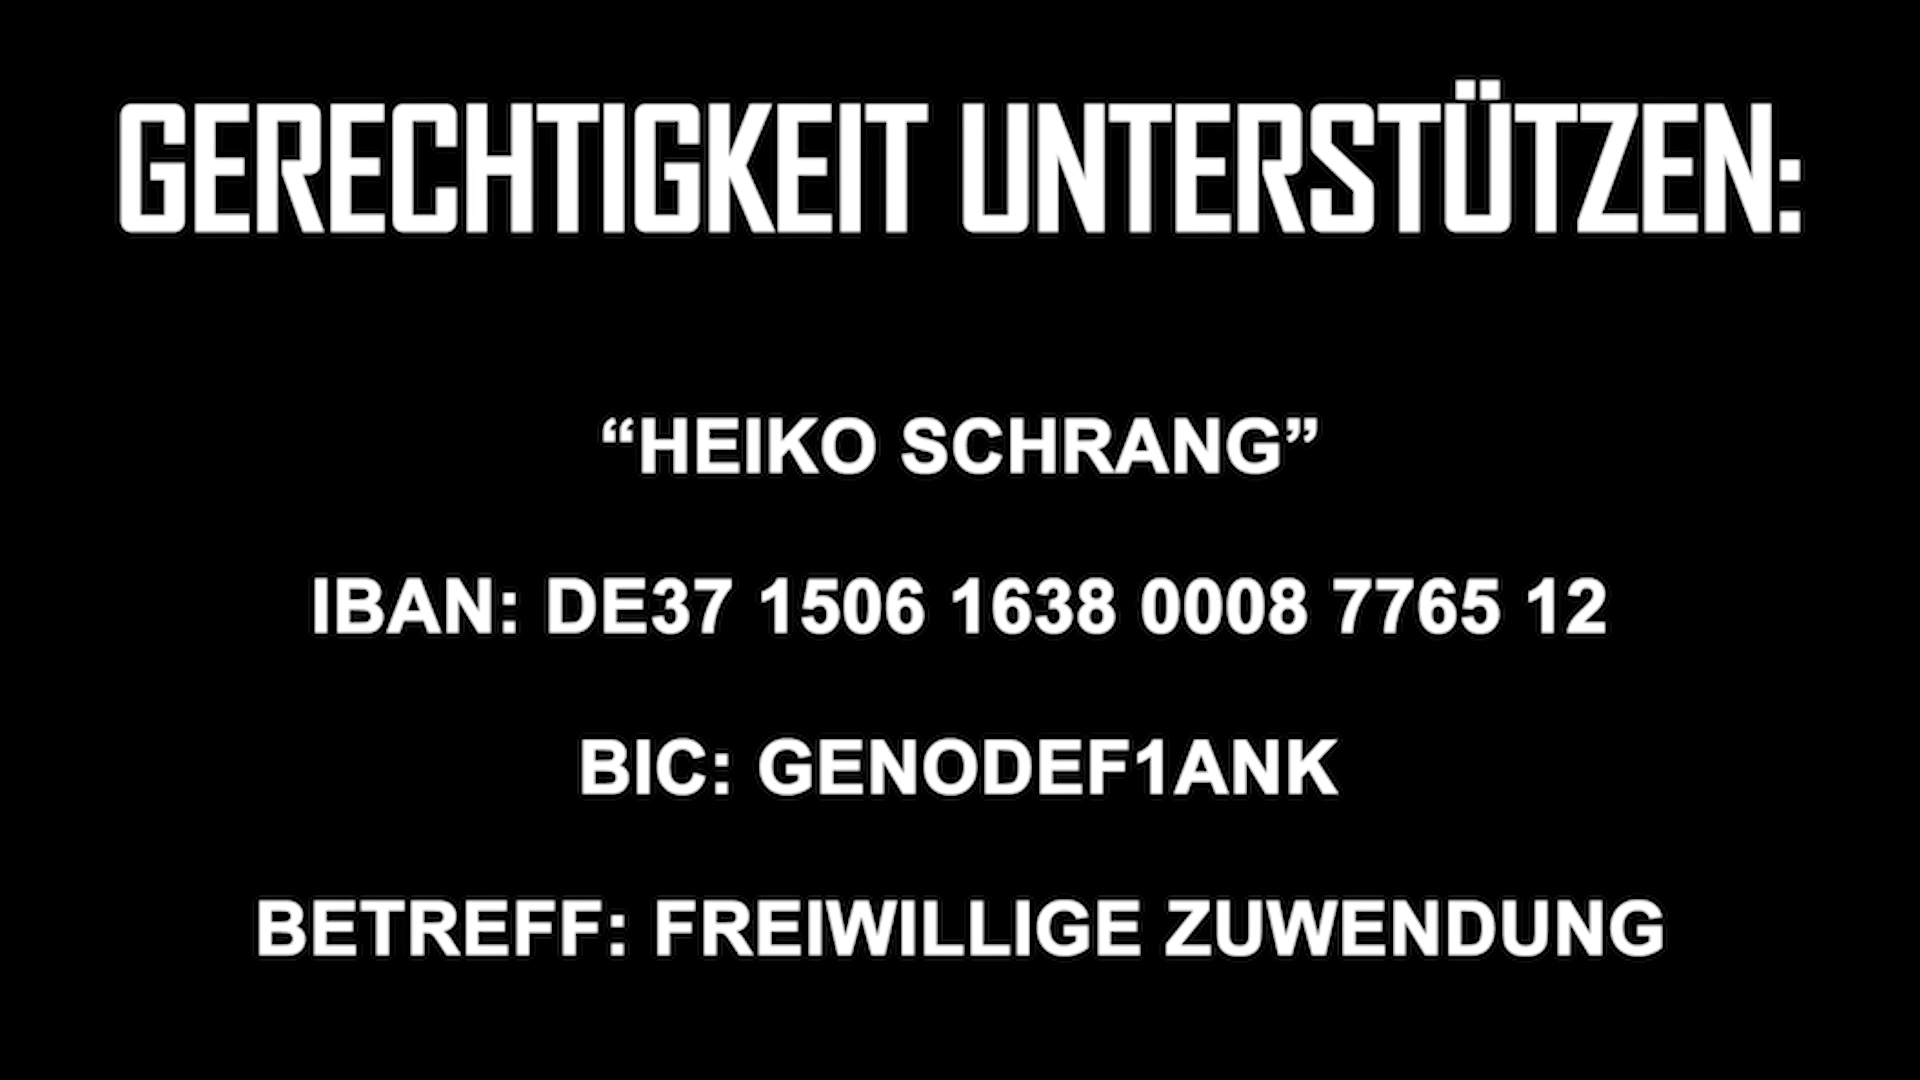 GERECHTIGKEIT UNTERSTÜTZEN:
“HEIKO SCHRANG”
IBAN: DE37 1506 1638 0008 7765 12
BIC: GENODEF1ANK
BETREFF: FREIWILLIGE ZUWENDUNG